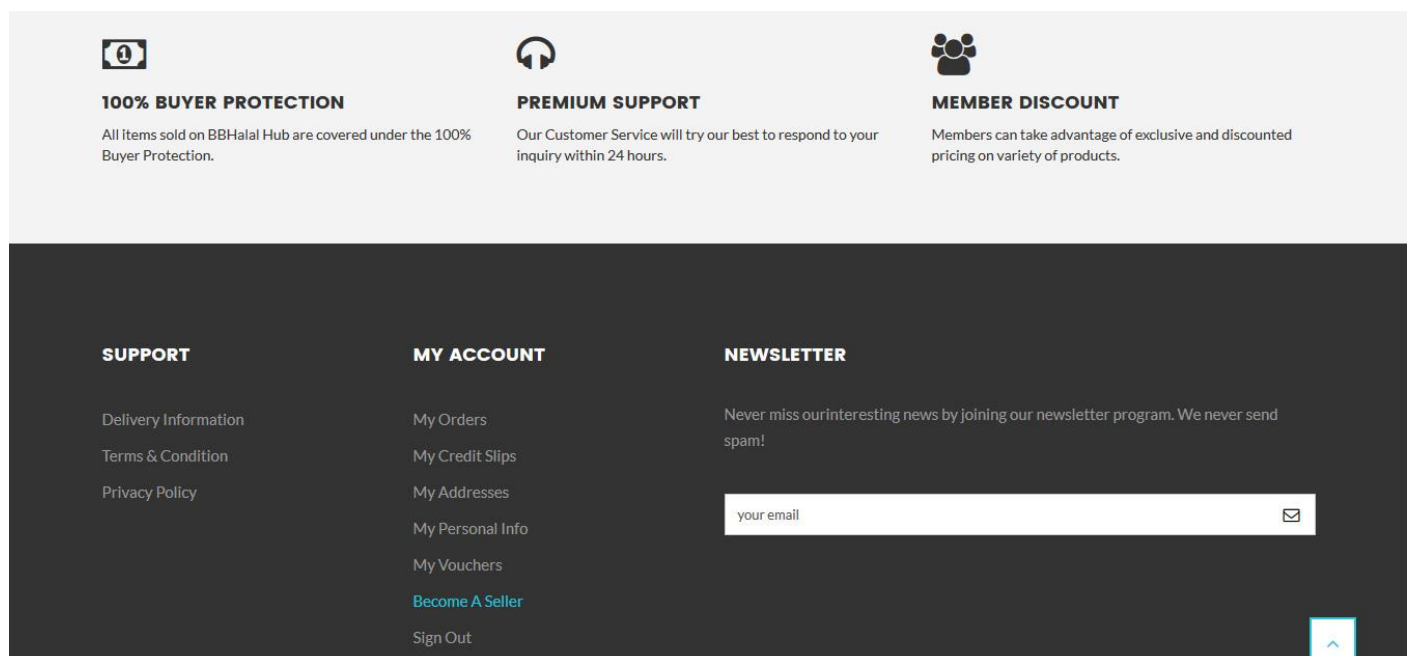 100% BUYER PROTECTION
All items sold on BBHalal Hub are covered under the 100%
Buyer Protection.
PREMIUM SUPPORT
Our Customer Service will try our best to respond to your
inquiry within 24 hours.
MEMBER DISCOUNT
Members can take advantage of exclusive and discounted
pricing on variety of products.
SUPPORT
Delivery Information
Terms & Condition
Privacy Policy
MY ACCOUNT
My Orders
My Credit Slips
My Addresses
My Personal Info
My Vouchers
Become A Seller
Sign Out
NEWSLETTER
Never miss ourinteresting news by joining our newsletter program. We never send
spam!
your email